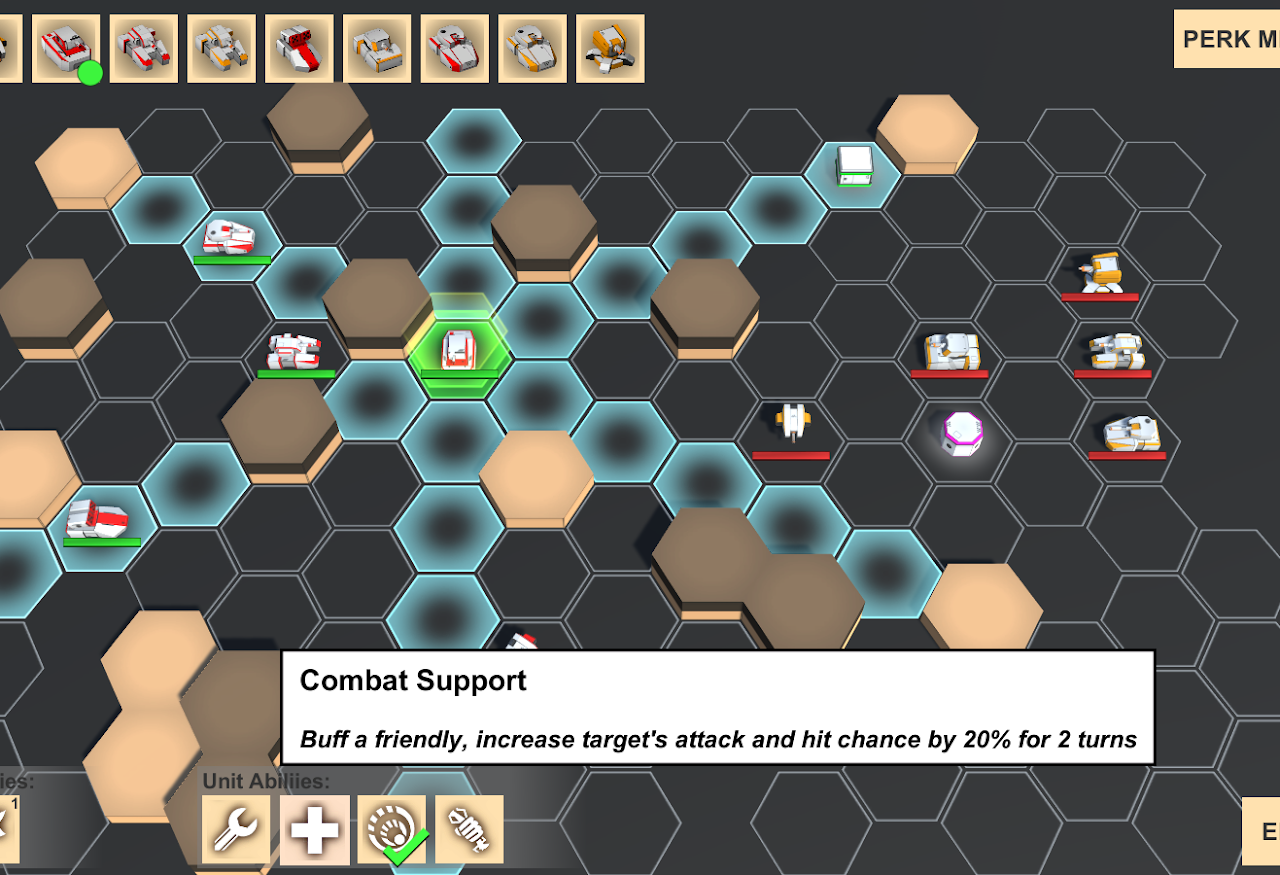 PERK M
Combat Support
Buff a friendly, increase target's attack and hit chance by 20% for 2 turns
ies:
Unit Abiliies:
1
E